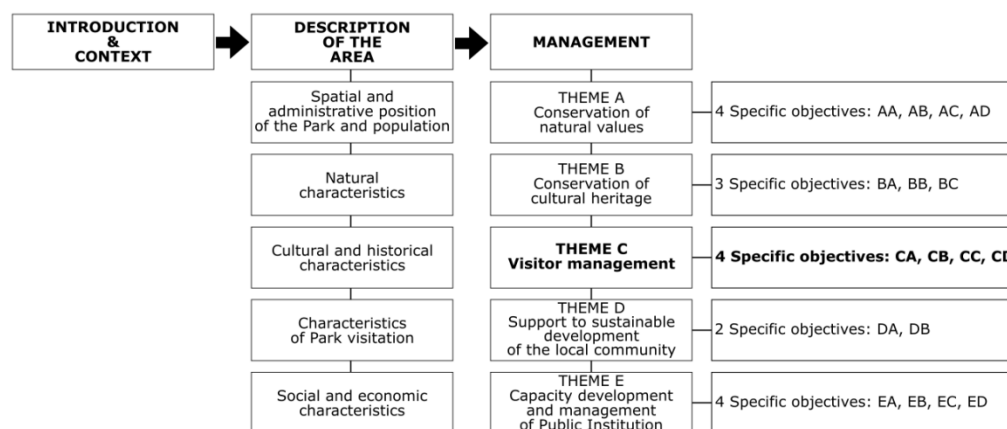 INTRODUCTION
&
CONTEXT
DESCRIPTION
OF THE
AREA
MANAGEMENT
Spatial and
administrative position
of the Park and population
Natural
characteristics
Cultural and historical
characteristics
Characteristics
of Park visitation
Social and economic
characteristics
THEME A
Conservation of
natural values
4 Specific objectives: AA, AB, AC, AD
THEME B
Conservation of
cultural heritage
3 Specific objectives: BA, BB, BC
THEME C
Visitor management
4 Specific objectives: CA, CB, CC, CD
THEME D
Support to sustainable
development
of the local community
2 Specific objectives: DA, DB
THEME E
Capacity development
and management
of Public Institution
4 Specific objectives: EA, EB, EC, ED